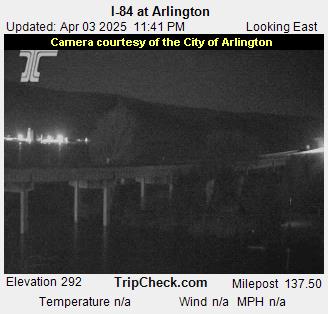 I-84 at Arlington
Updated: Apr 03 2025 11:41 PM Looking East
Camera courtesy of the City of Arlington
Elevation 292 TripCheck.com Milepost 137.50
Temperature n/a Wind n/a MPH n/a